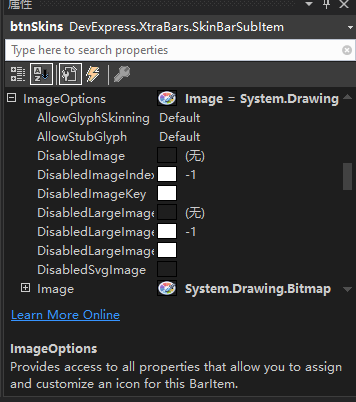 属性
btnSkins DevExpress.XtraBars.SkinBarSubItem
Type here to search properties
ImageOptions Image = System.Drawing
AllowGlyphSkinning Default
AllowStubGlyph Default
DisabledImage (无)
DisabledImageIndex -1
DisabledImageKey
DisabledLargeImage (无)
DisabledLargeImage -1
DisabledLargeImage
DisabledSvgImage
Image System.Drawing.Bitmap
Learn More Online
ImageOptions
Provides access to all properties that allow you to assign
and customize an icon for this BarItem.